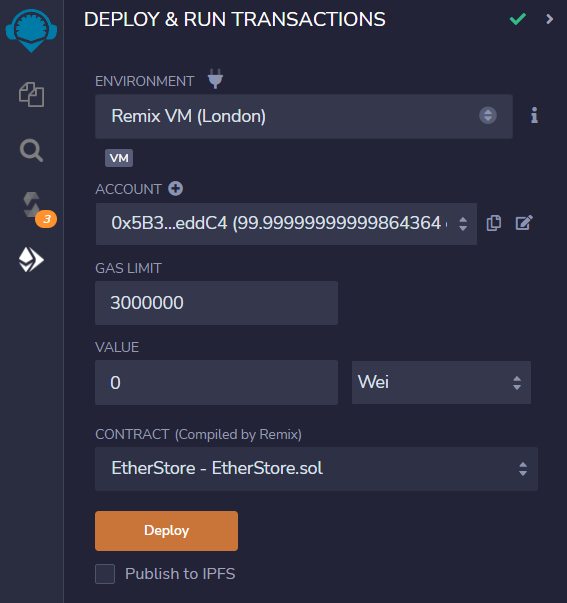 DEPLOY & RUN TRANSACTIONS
ENVIRONMENT
Remix VM (London)
VM
ACCOUNT
3
0x5B3...eddC4 (99.99999999999864364
GAS LIMIT
3000000
VALUE
0 Wei
CONTRACT (Compiled by Remix)
EtherStore - EtherStore.sol
Deploy
Publish to IPFS